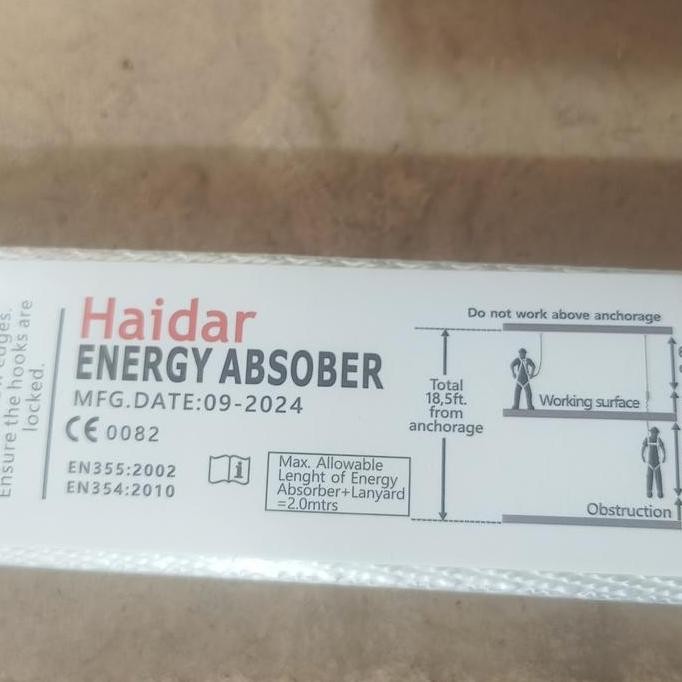 Ensure the hooks are
locked.
Haidar
ENERGY ABSOBER
MFG.DATE:09-2024
CE 0082
EN355:2002
EN354:2010
i
Max. Allowable
Lenght of Energy
Absorber+Lanyard
=2.0mtrs
Total
18,5ft.
from
anchorage
Do not work above anchorage
Working surface
Obstruction